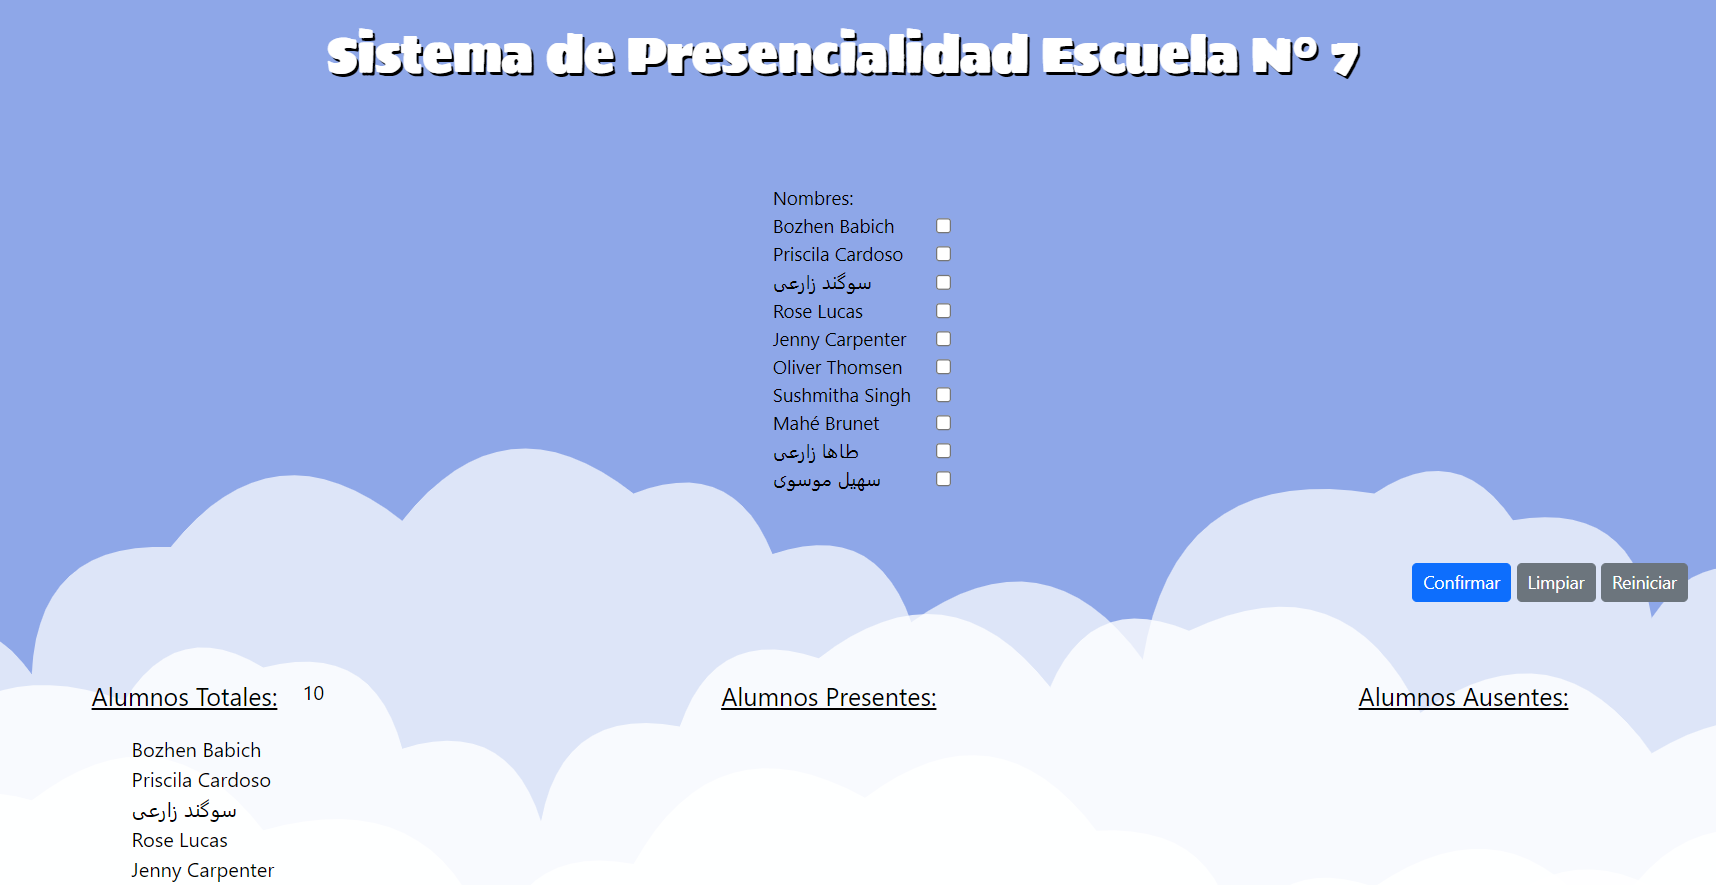 Sistema de Presencialidad Escuela N° 7
Nombres:
Bozhen Babich
Priscila Cardoso
سوگند زارعی
Rose Lucas
Jenny Carpenter
Oliver Thomsen
Sushmitha Singh
Mahé Brunet
طاها زارعی
سهیل موسوی
Confirmar Limpiar Reiniciar
Alumnos Totales: 10
Bozhen Babich
Priscila Cardoso
سوگند زارعی
Rose Lucas
Jenny Carpenter
Alumnos Presentes:
Alumnos Ausentes: